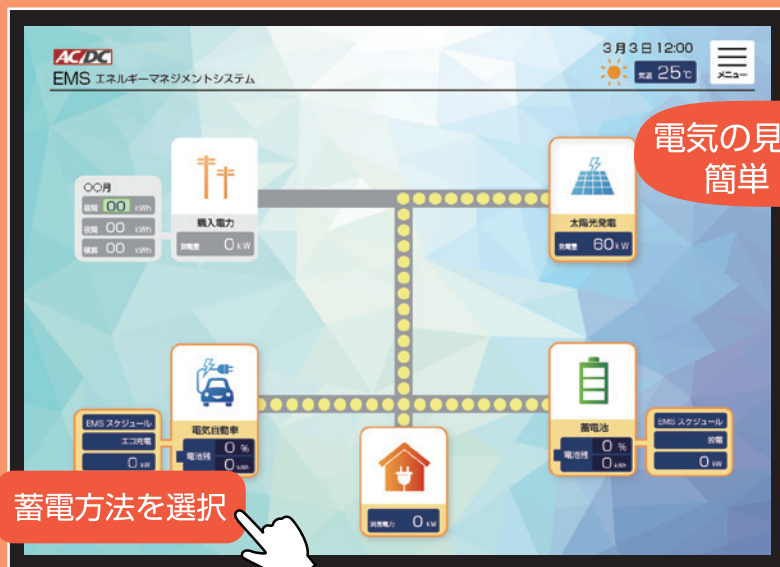 AC/DC
EMS エネルギーマネジメントシステム
3月3日 12:00
気温 25℃
メニュー
電気の見
簡単
〇〇月
昼間 00 kWh
夜間 00 kWh
00 kWh
購入電力
0 kW
太陽光発電
発電量 60 kW
EMS スケジュール
エコ充電
0 kW
電気自動車
電池残 0 %
0 kWh
蓄電池
電池残 0 %
0 kWh
EMS スケジュール
放電
0 kW
消費電力 0 kW
蓄電方法を選択